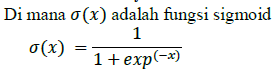 Di mana σ(x) adalah fungsi sigmoid
σ(x) = 1 / (1 + exp^(−x))